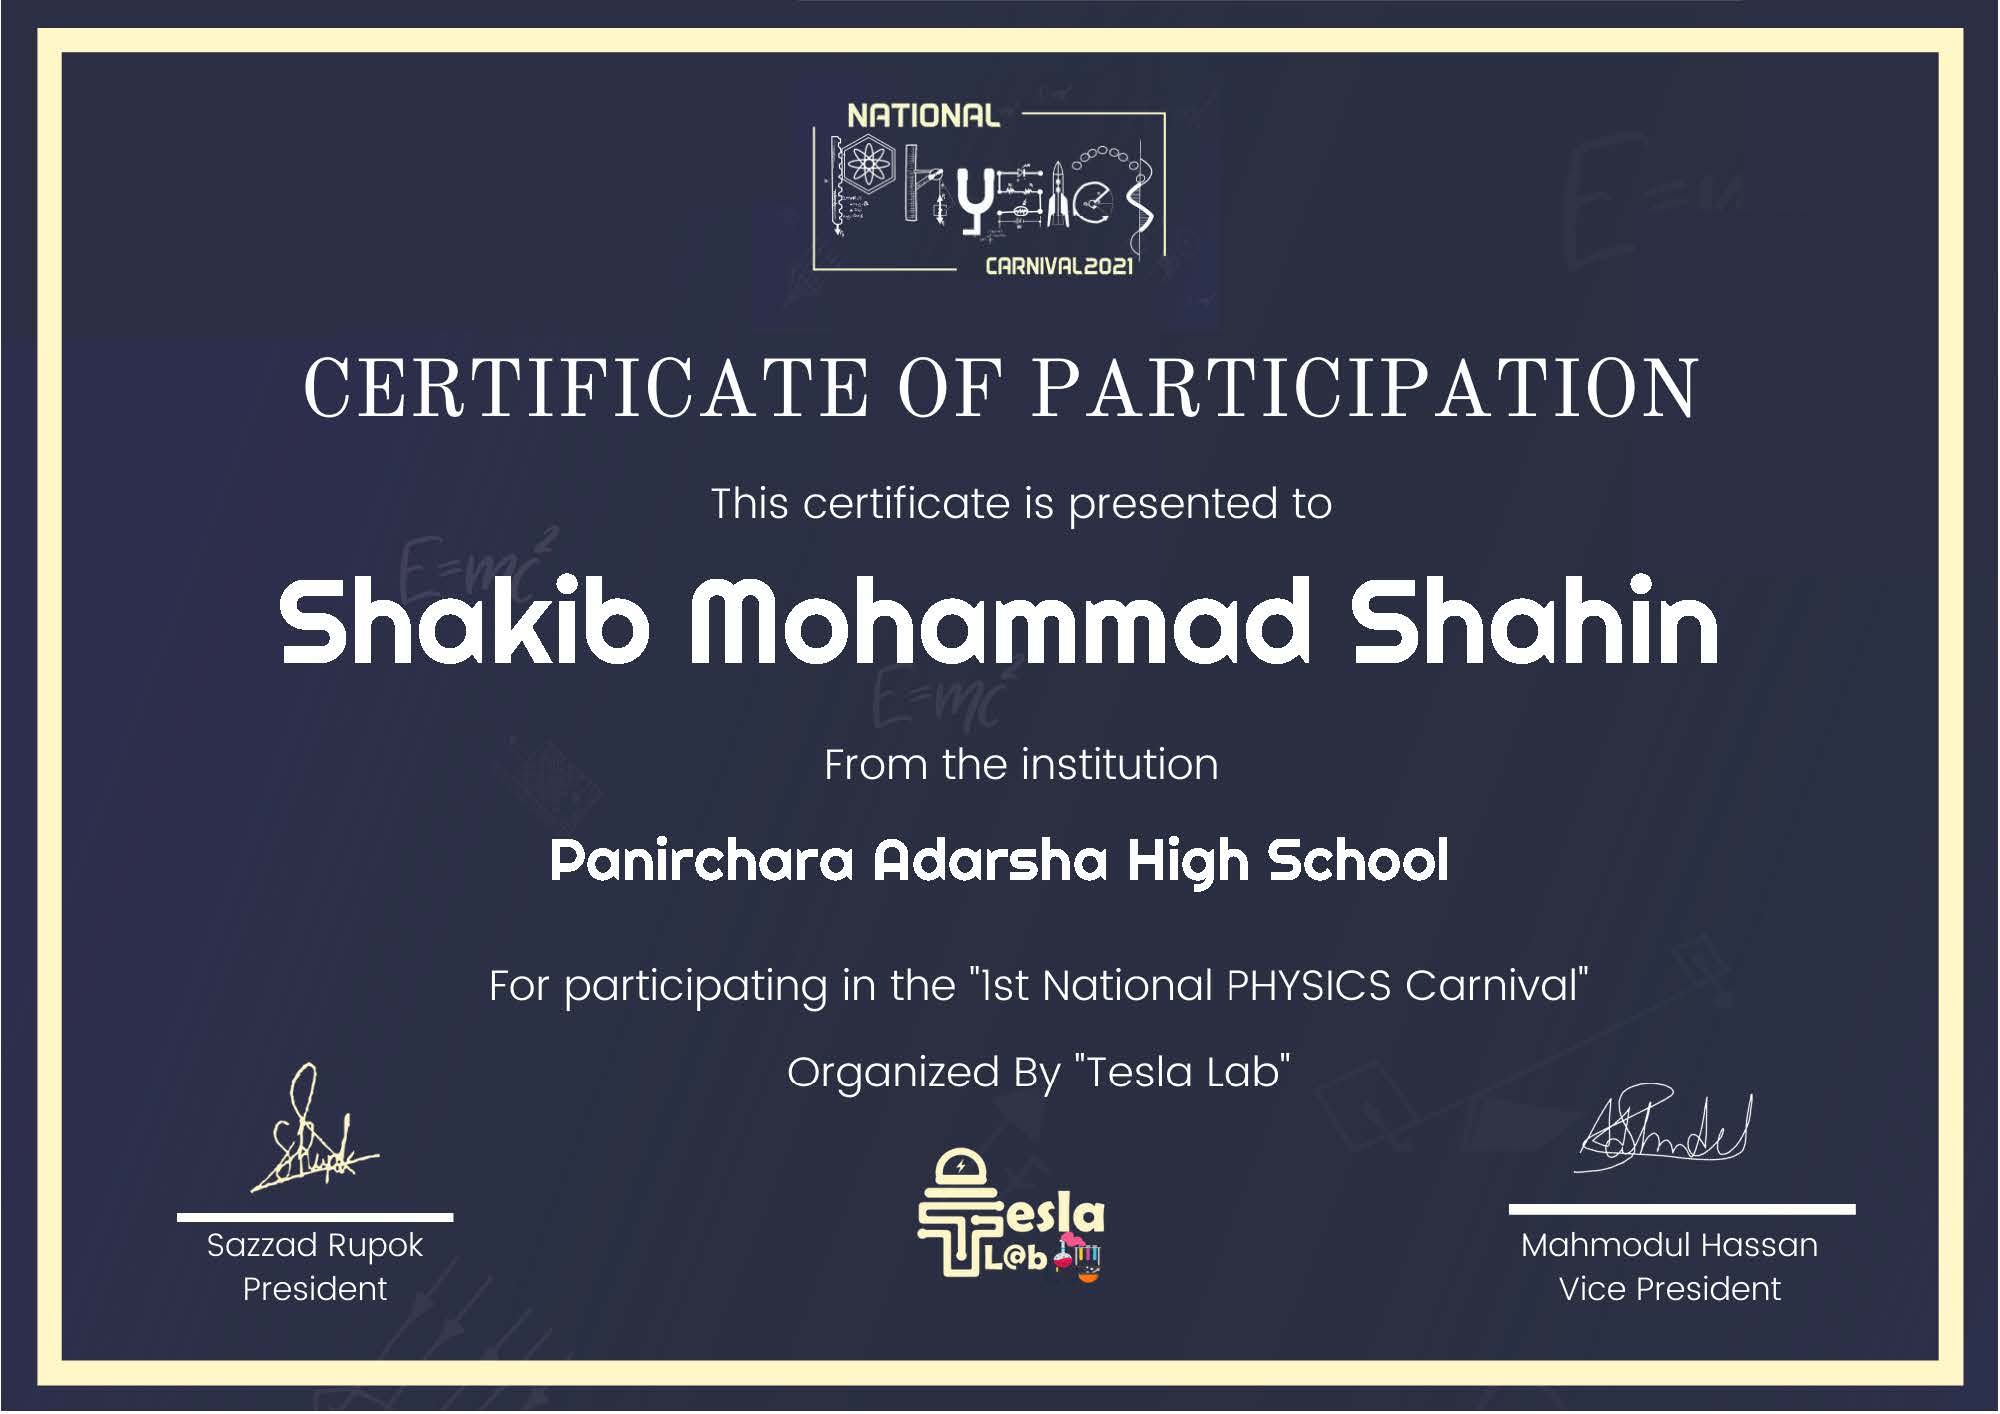 NATIONAL
Physics
CARNIVAL2021
CERTIFICATE OF PARTICIPATION
This certificate is presented to
E=mc²
Shakib Mohammad Shahin
E=mc²
From the institution
Panirchara Adarsha High School
For participating in the "1st National PHYSICS Carnival"
Organized By "Tesla Lab"
Tesla
L@b
Sazzad Rupok
President
Mahmodul Hassan
Vice President